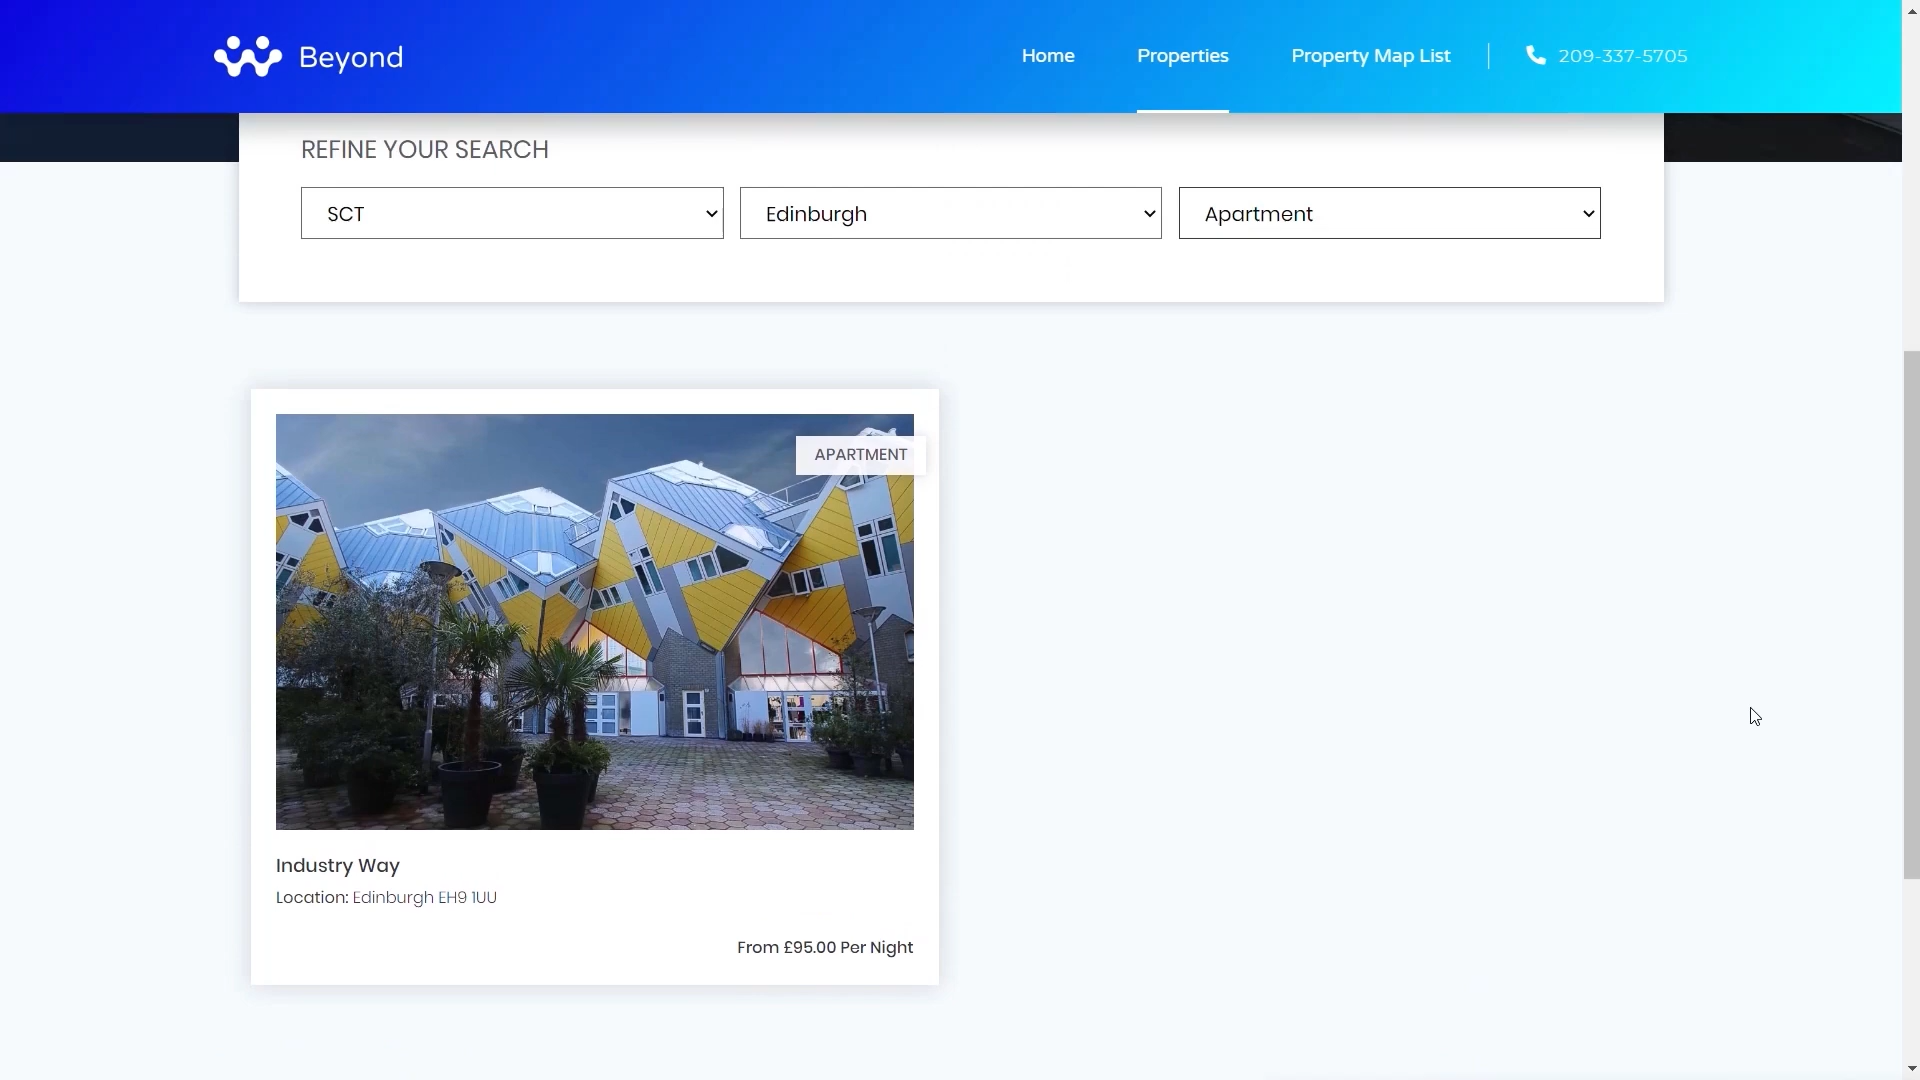 Beyond
Home
Properties
Property Map List
209-337-5705
REFINE YOUR SEARCH
SCT
Edinburgh
Apartment
APARTMENT
Industry Way
Location: Edinburgh EH9 1UU
From £95.00 Per Night